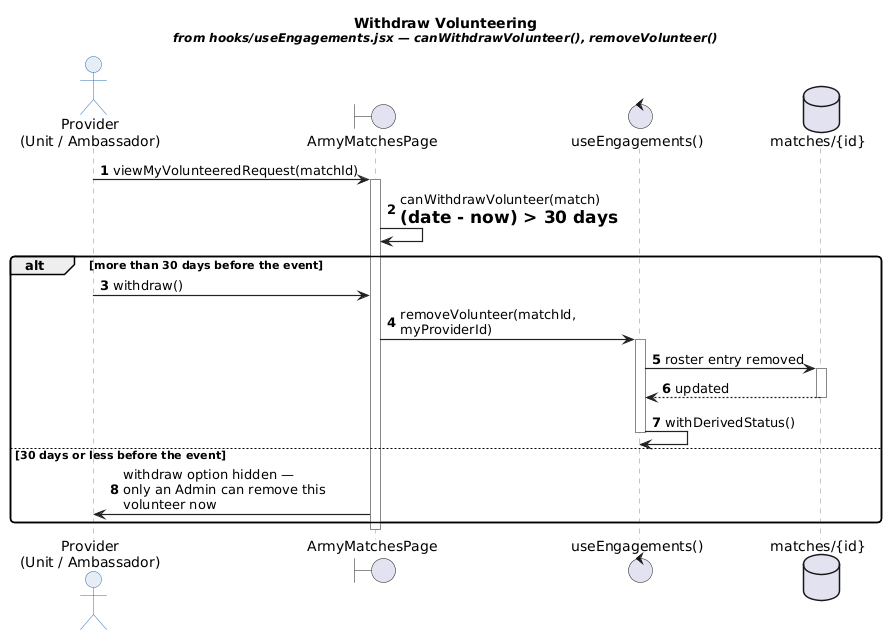 Withdraw Volunteering
from hooks/useEngagements.jsx — canWithdrawVolunteer(), removeVolunteer()
Provider
(Unit / Ambassador)
ArmyMatchesPage
useEngagements()
matches/{id}
1 viewMyVolunteeredRequest(matchId)
2 canWithdrawVolunteer(match)
(date - now) > 30 days
alt [more than 30 days before the event]
3 withdraw()
4 removeVolunteer(matchId,
myProviderId)
5 roster entry removed
6 updated
7 withDerivedStatus()
[30 days or less before the event]
8 withdraw option hidden —
only an Admin can remove this
volunteer now
Provider
(Unit / Ambassador)
ArmyMatchesPage
useEngagements()
matches/{id}